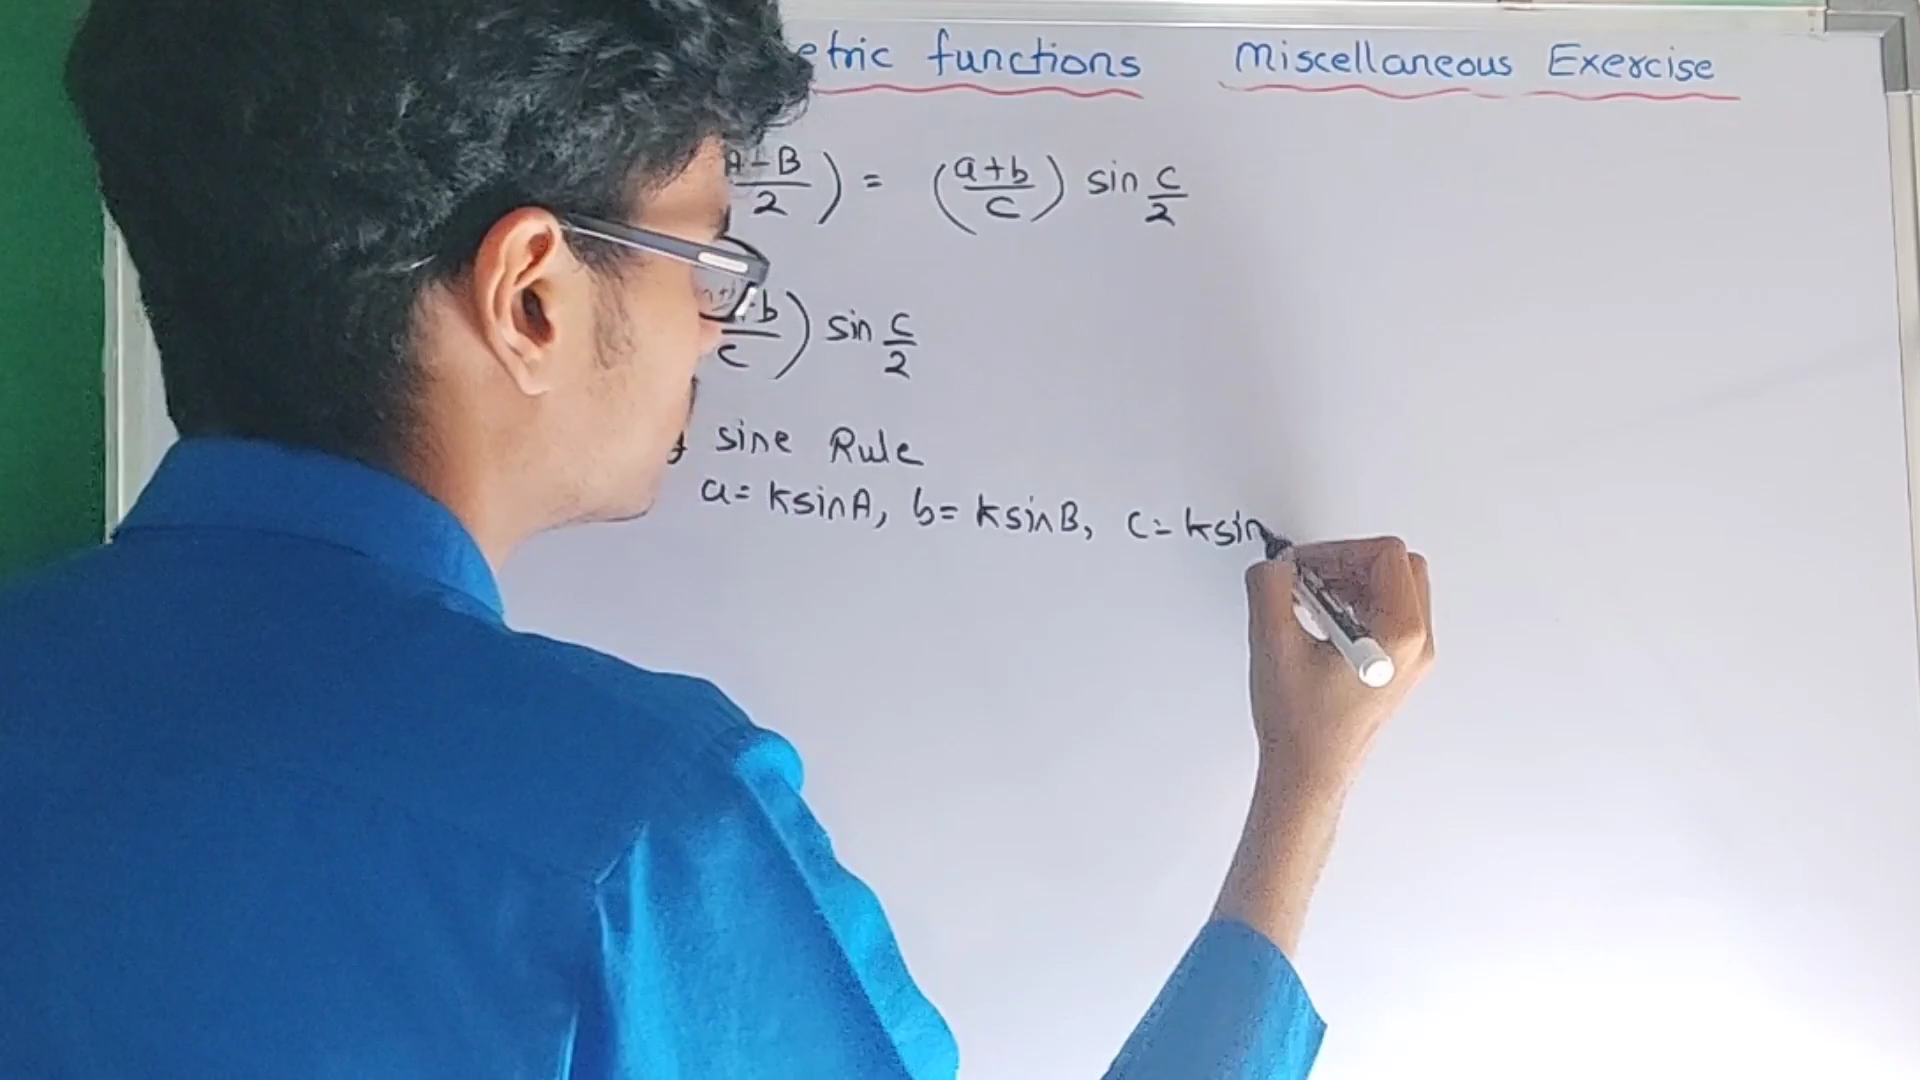 etric functions Miscellaneous Exercise
A-B/2) = (a+b/c) sin C/2
+b/c) sin C/2
sine Rule
a = ksinA, b = ksinB, c = ksin